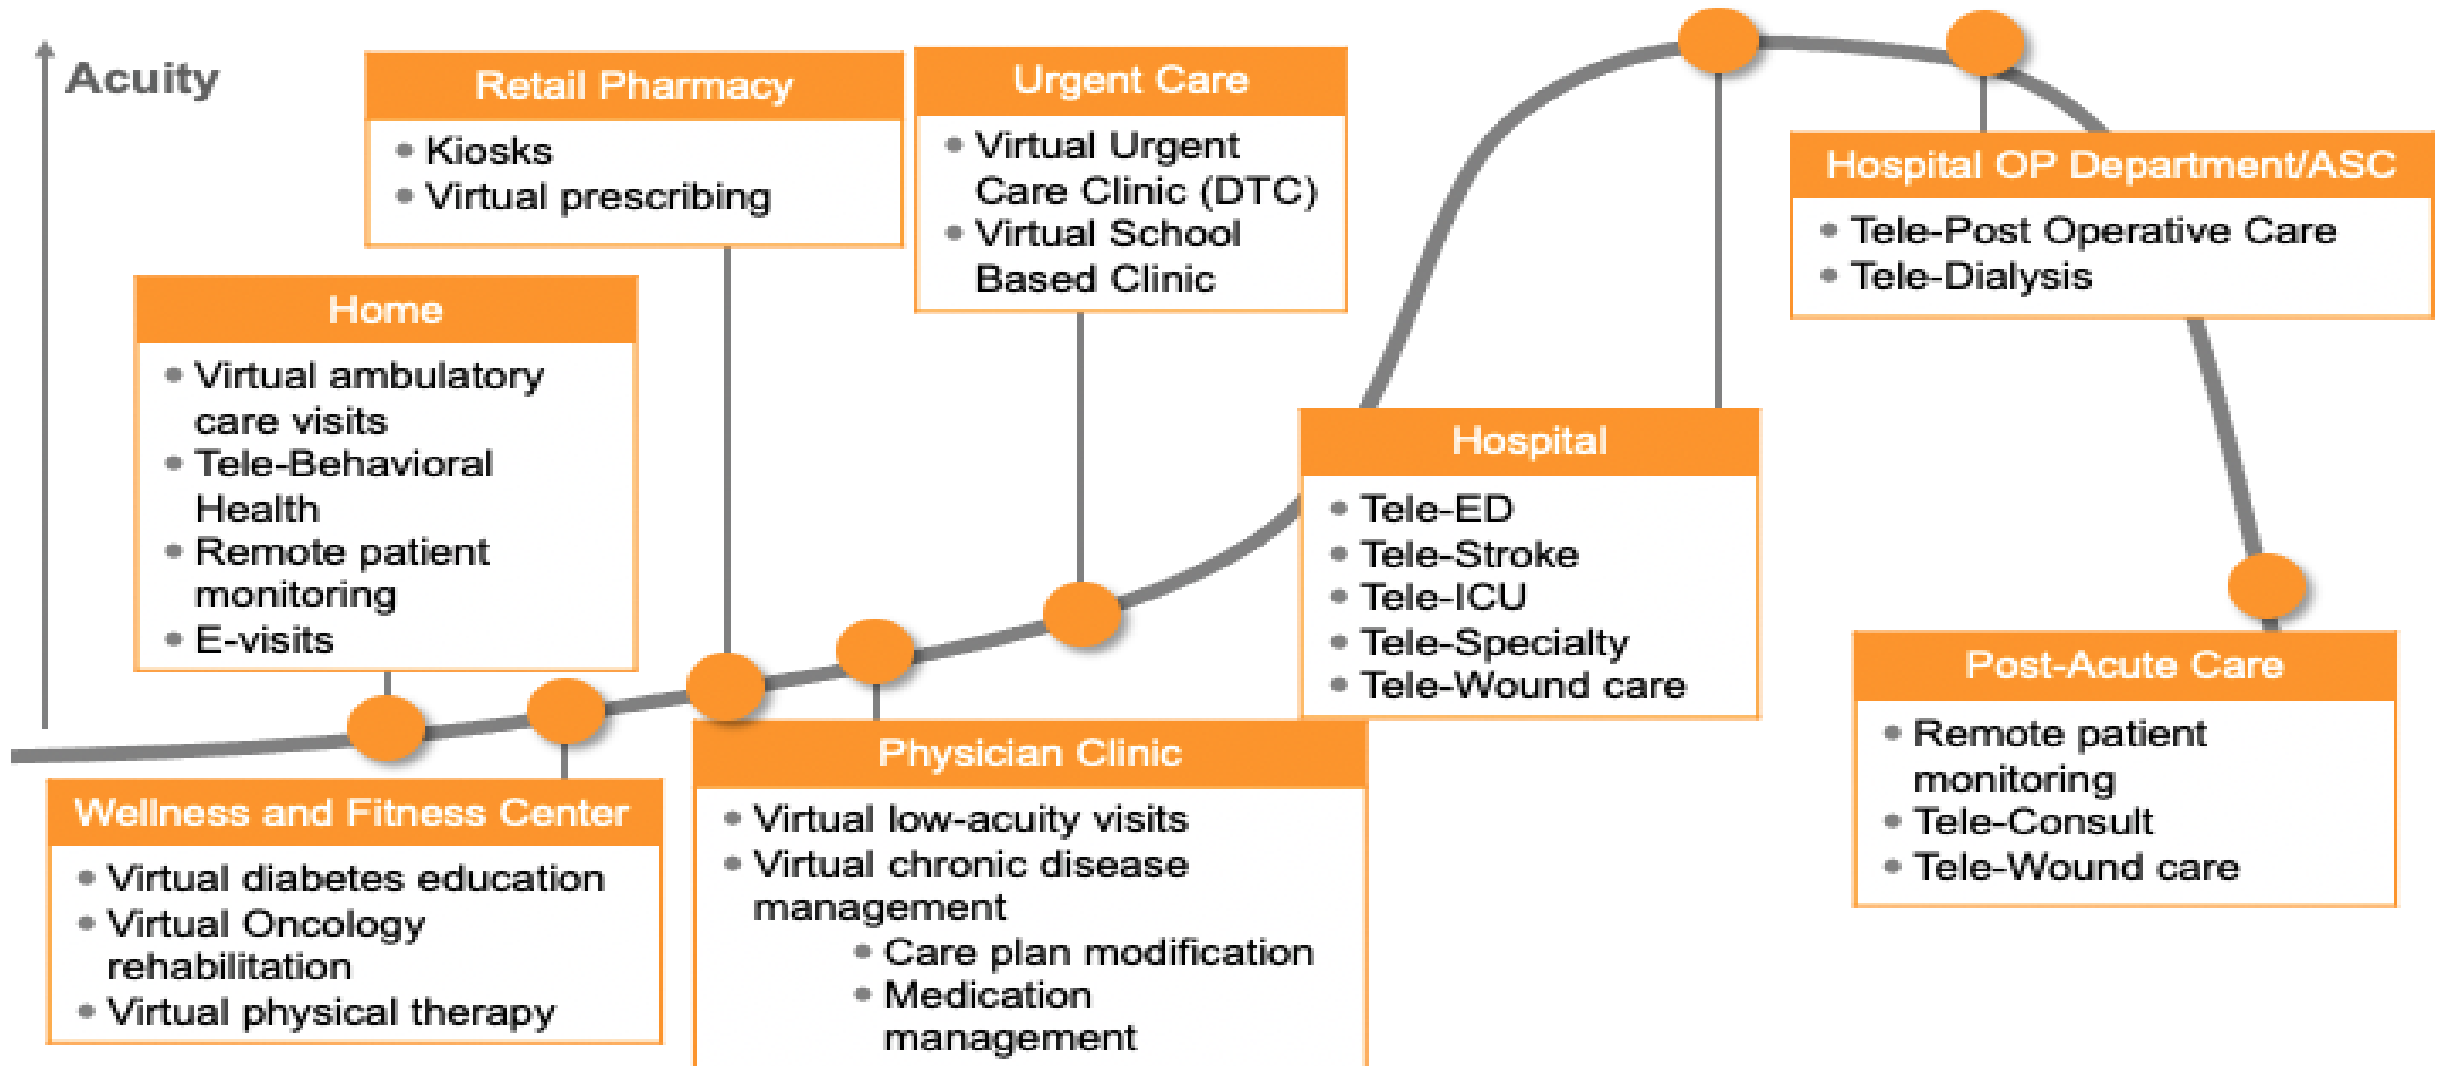 Acuity
Retail Pharmacy
• Kiosks
• Virtual prescribing
Urgent Care
• Virtual Urgent
Care Clinic (DTC)
• Virtual School
Based Clinic
Hospital OP Department/ASC
• Tele-Post Operative Care
• Tele-Dialysis
Home
• Virtual ambulatory
care visits
• Tele-Behavioral
Health
• Remote patient
monitoring
• E-visits
Hospital
• Tele-ED
• Tele-Stroke
• Tele-ICU
• Tele-Specialty
• Tele-Wound care
Wellness and Fitness Center
• Virtual diabetes education
• Virtual Oncology
rehabilitation
• Virtual physical therapy
Physician Clinic
• Virtual low-acuity visits
• Virtual chronic disease
management
• Care plan modification
• Medication
management
Post-Acute Care
• Remote patient
monitoring
• Tele-Consult
• Tele-Wound care